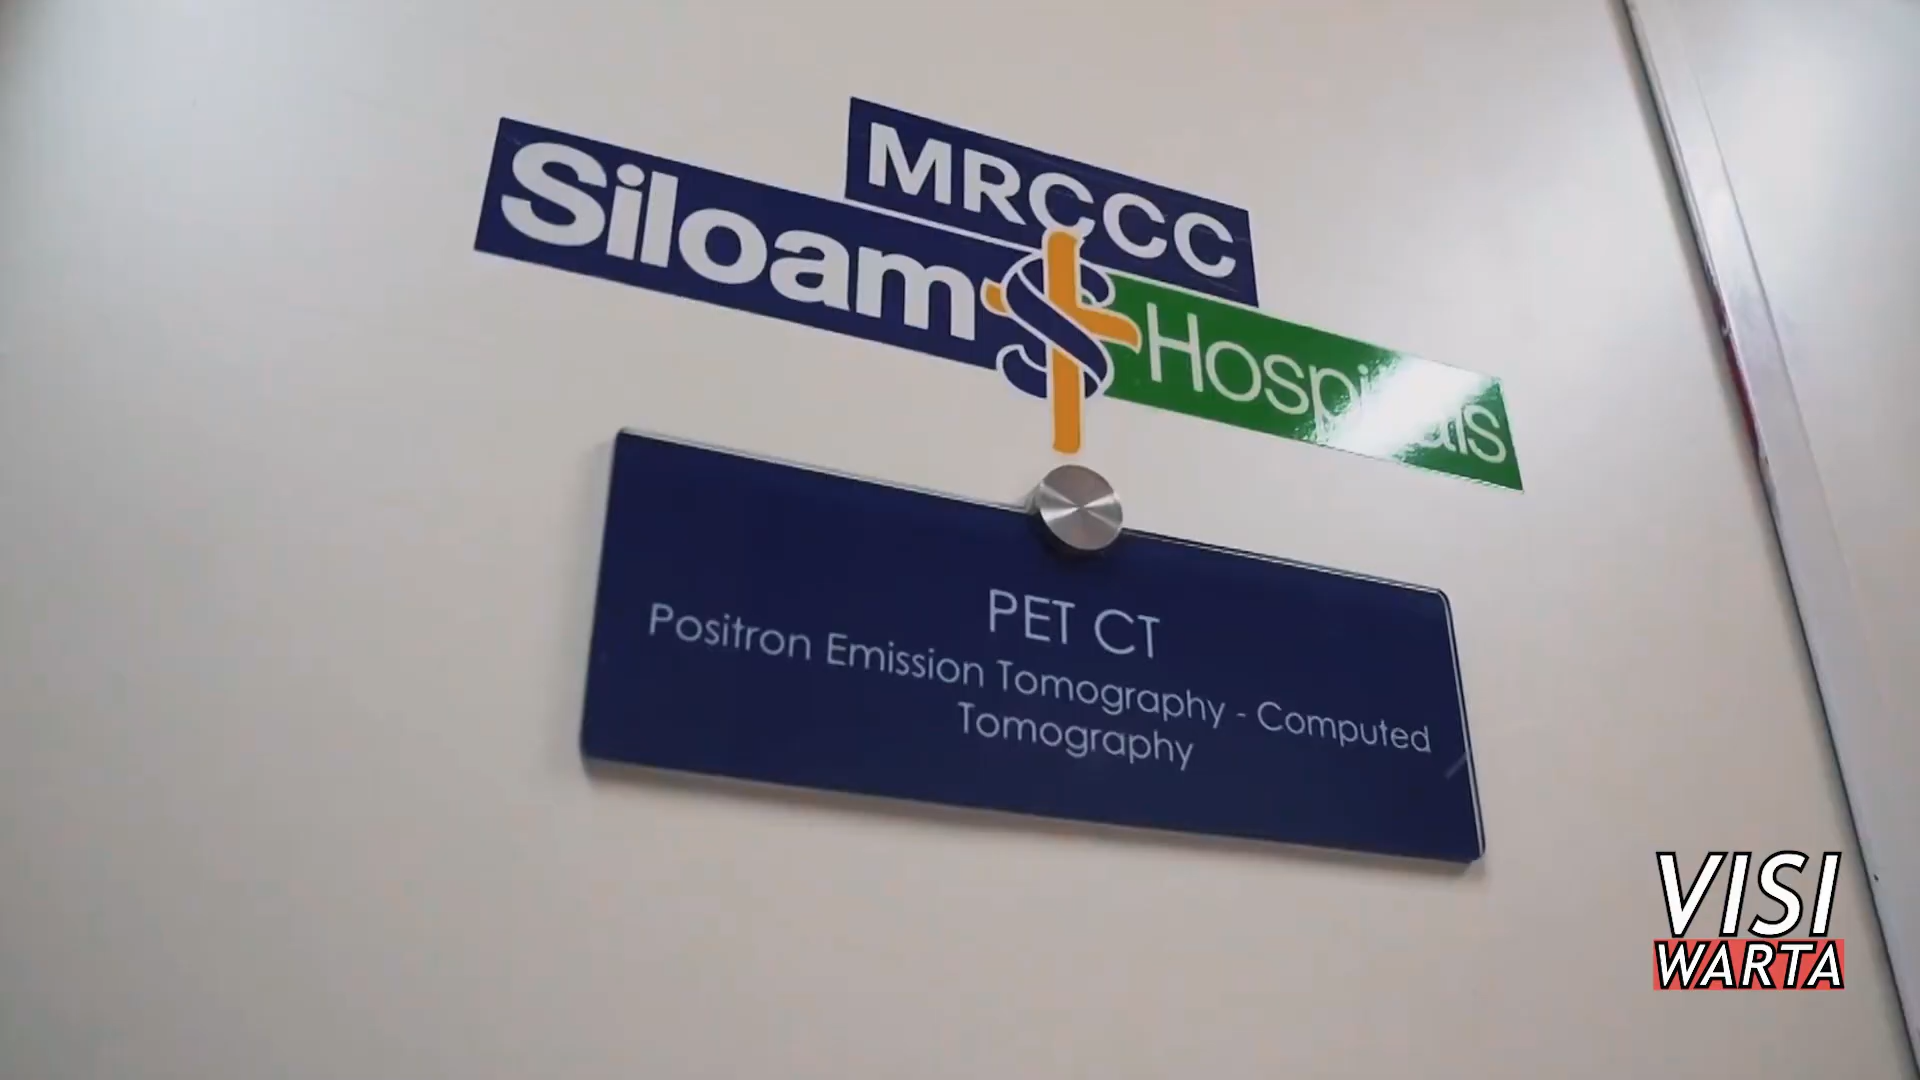 MRCCC
Siloam Hospitals
PET CT
Positron Emission Tomography - Computed
Tomography
VISI
WARTA